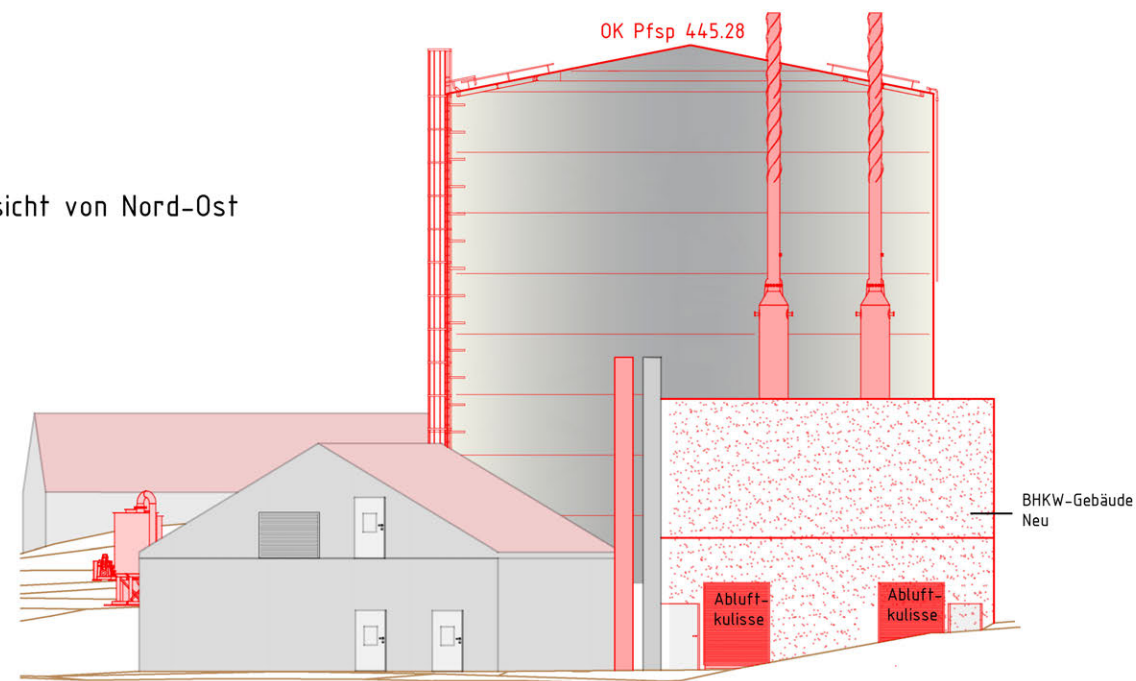 OK Pfsp 445.28
sicht von Nord-Ost
BHKW-Gebäude
Neu
Abluft-
kulisse
Abluft-
kulisse